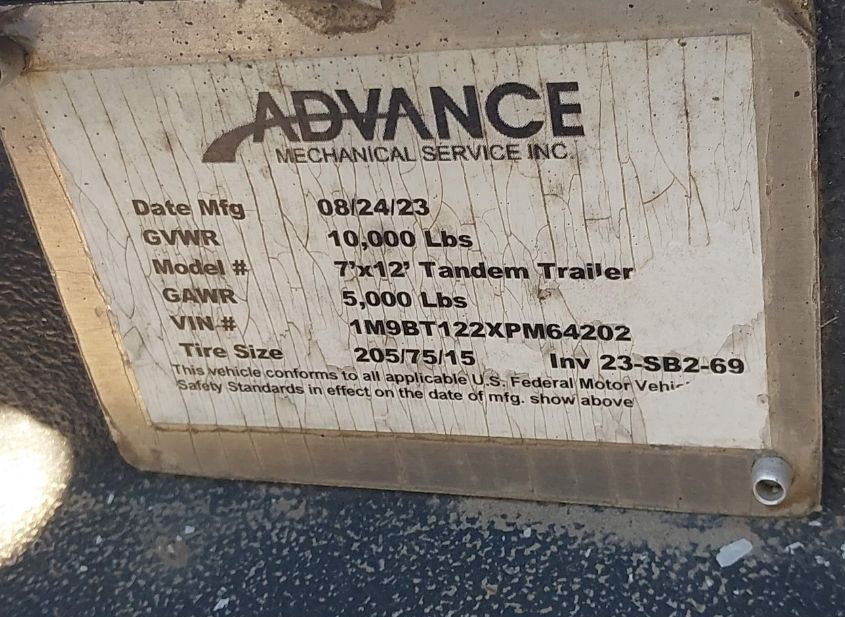 ADVANCE
MECHANICAL SERVICE INC.
Date Mfg 08/24/23
GVWR 10,000 Lbs
Model # 7'x12' Tandem Trailer
GAWR 5,000 Lbs
VIN # 1M9BT122XPM64202
Tire Size 205/75/15 Inv 23-SB2-69
This vehicle conforms to all applicable U.S. Federal Motor
Safety Standards in effect on the date of mfg. show above